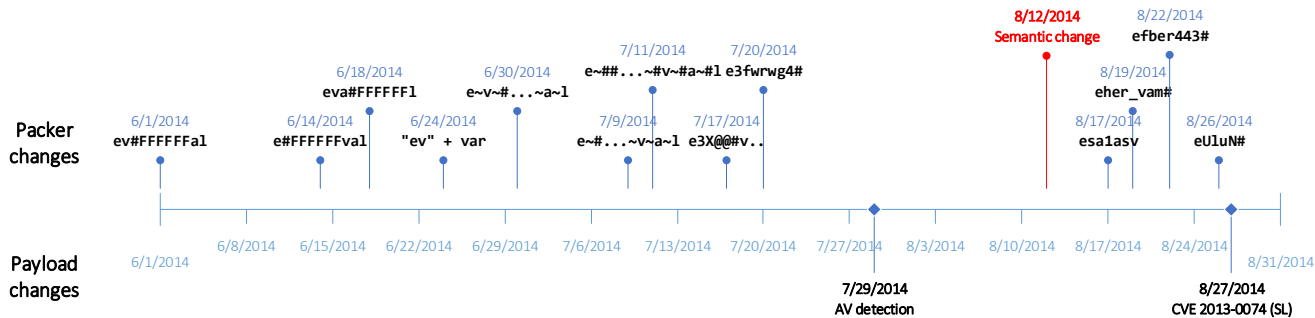 8/12/2014
Semantic change
8/22/2014
efber443#
7/11/2014
e~##...~#v~#a~#l
7/20/2014
e3fwrwg4#
6/18/2014
eva#FFFFFFl
6/30/2014
e~v~#...~a~l
8/19/2014
eher_vam#
6/1/2014
ev#FFFFFFal
6/14/2014
e#FFFFFFval
6/24/2014
"ev" + var
7/9/2014
e~#...~v~a~l
7/17/2014
e3X@@#v..
8/17/2014
esa1asv
8/26/2014
eUluN#
Packer
changes
6/1/2014
6/8/2014
6/15/2014
6/22/2014
6/29/2014
7/6/2014
7/13/2014
7/20/2014
7/27/2014
8/3/2014
8/10/2014
8/17/2014
8/24/2014
8/31/2014
Payload
changes
7/29/2014
AV detection
8/27/2014
CVE 2013-0074 (SL)